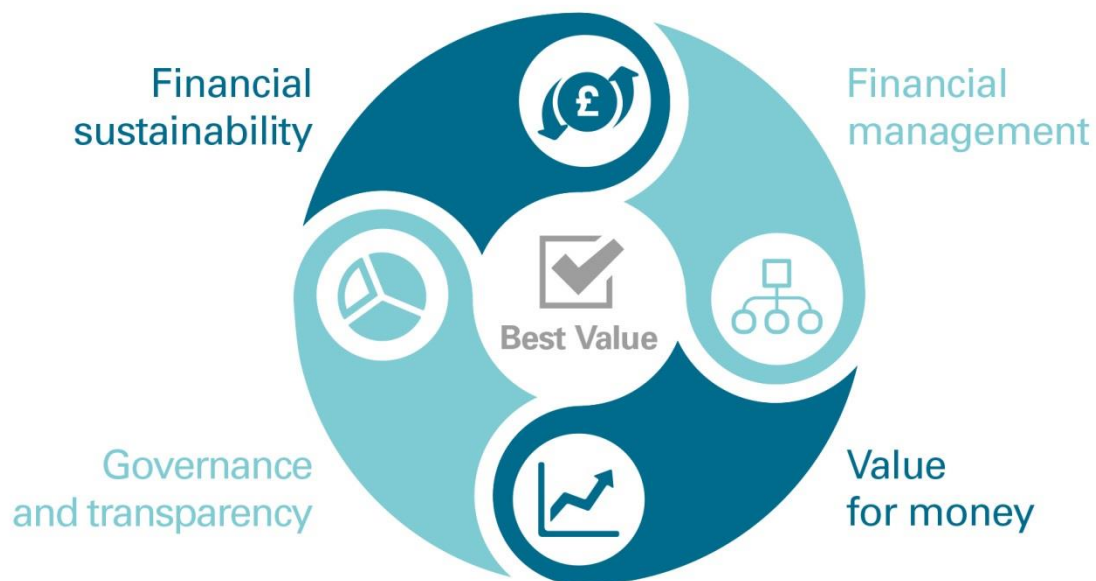 Financial
sustainability
Financial
management
£
Best Value
Governance
and transparency
Value
for money